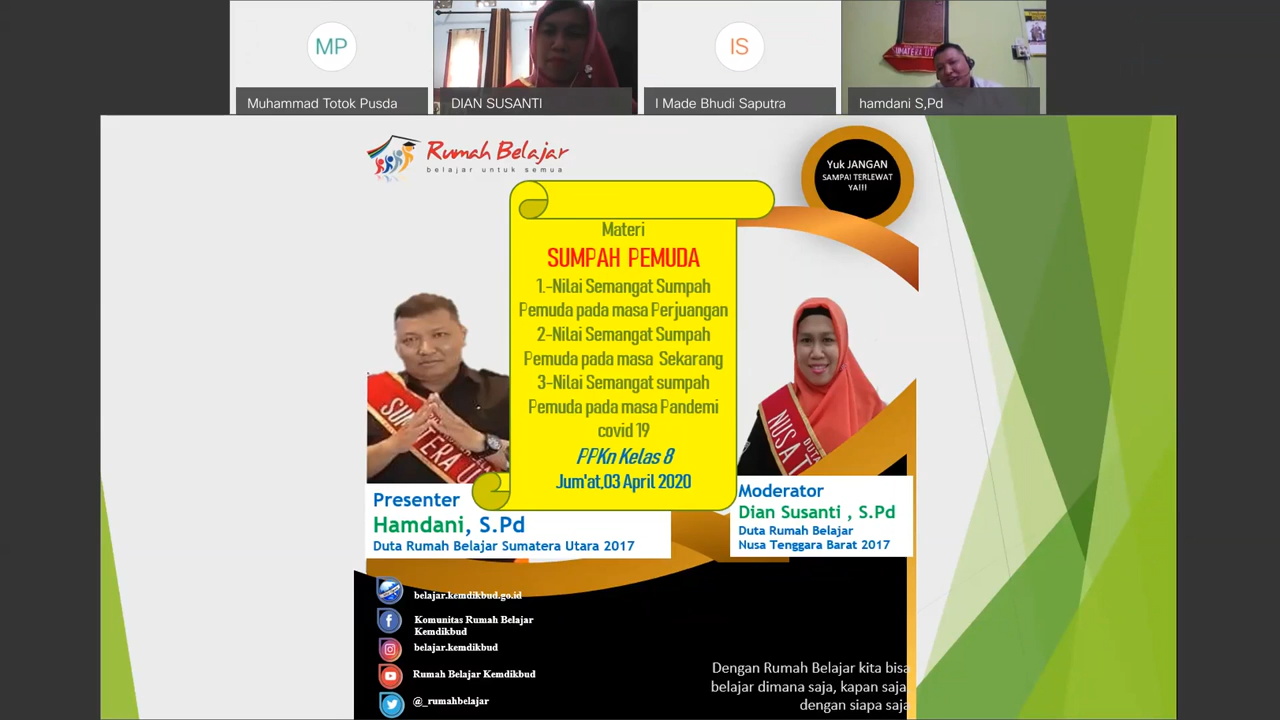 MP
IS
Muhammad Totok Pusda
DIAN SUSANTI
I Made Bhudi Saputra
hamdani S,Pd
Rumah Belajar
belajar untuk semua
Yuk JANGAN
SAMPAI TERLEWAT
YA!!!
Materi
SUMPAH PEMUDA
1.-Nilai Semangat Sumpah
Pemuda pada masa Perjuangan
2-Nilai Semangat Sumpah
Pemuda pada masa Sekarang
3-Nilai Semangat sumpah
Pemuda pada masa Pandemi
covid 19
PPKn Kelas 8
Jum'at,03 April 2020
Presenter
Hamdani, S.Pd
Duta Rumah Belajar Sumatera Utara 2017
Moderator
Dian Susanti , S.Pd
Duta Rumah Belajar
Nusa Tenggara Barat 2017
belajar.kemdikbud.go.id
Komunitas Rumah Belajar
Kemdikbud
belajar.kemdikbud
Rumah Belajar Kemdikbud
@_rumahbelajar
Dengan Rumah Belajar kita bisa
belajar dimana saja, kapan saja
dengan siapa saja